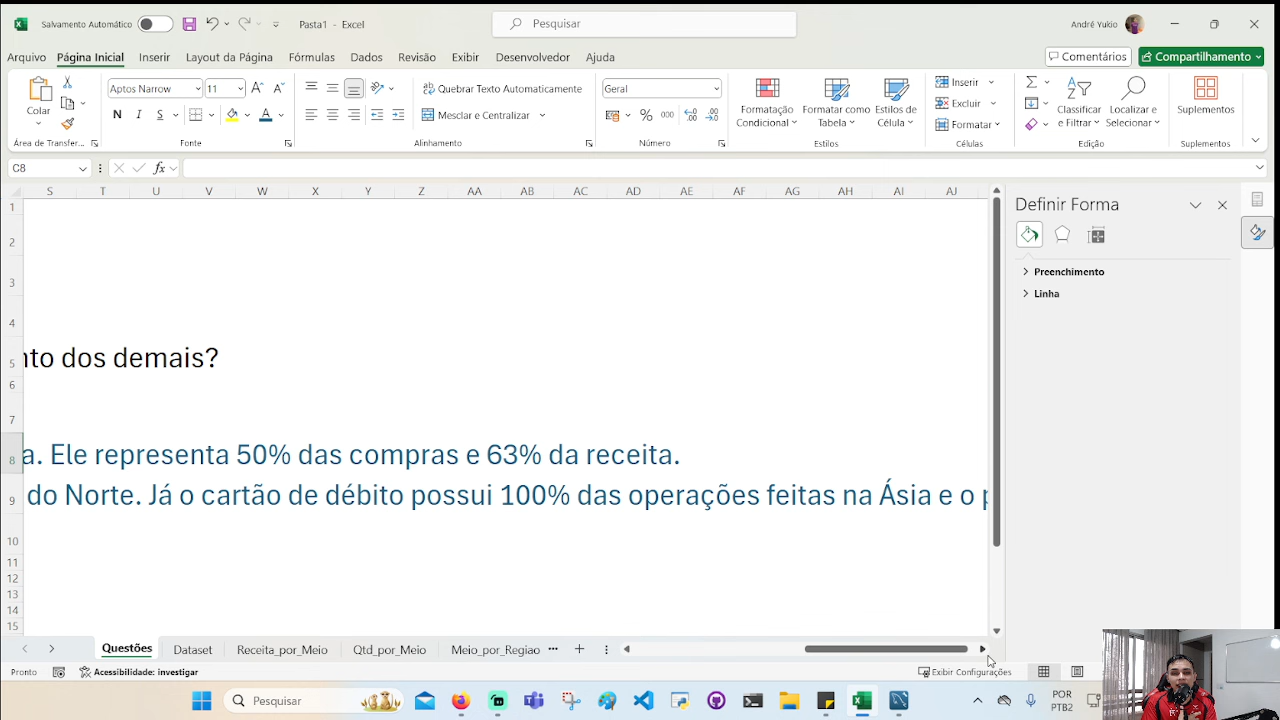 Salvamento Automático
Pasta1 - Excel
Pesquisar
André Yukio
Arquivo
Página Inicial
Inserir
Layout da Página
Fórmulas
Dados
Revisão
Exibir
Desenvolvedor
Ajuda
Comentários
Compartilhamento
Colar
Área de Transfer...
Aptos Narrow
11
N I S
Fonte
Quebrar Texto Automaticamente
Mesclar e Centralizar
Alinhamento
Geral
% 000
Número
Formatação Condicional
Formatar como Tabela
Estilos de Célula
Estilos
Inserir
Excluir
Formatar
Células
Classificar e Filtrar
Localizar e Selecionar
Edição
Suplementos
Suplementos
C8
fx
S T U V W X Y Z AA AB AC AD AE AF AG AH AI AJ
1
2
3
4
5
nto dos demais?
6
7
8
a. Ele representa 50% das compras e 63% da receita.
9
do Norte. Já o cartão de débito possui 100% das operações feitas na Ásia e o p
10
11
12
13
14
15
Definir Forma
Preenchimento
Linha
Questões
Dataset
Receita_por_Meio
Qtd_por_Meio
Meio_por_Regiao
Pronto
Acessibilidade: investigar
Exibir Configurações
Pesquisar
POR
PTB2